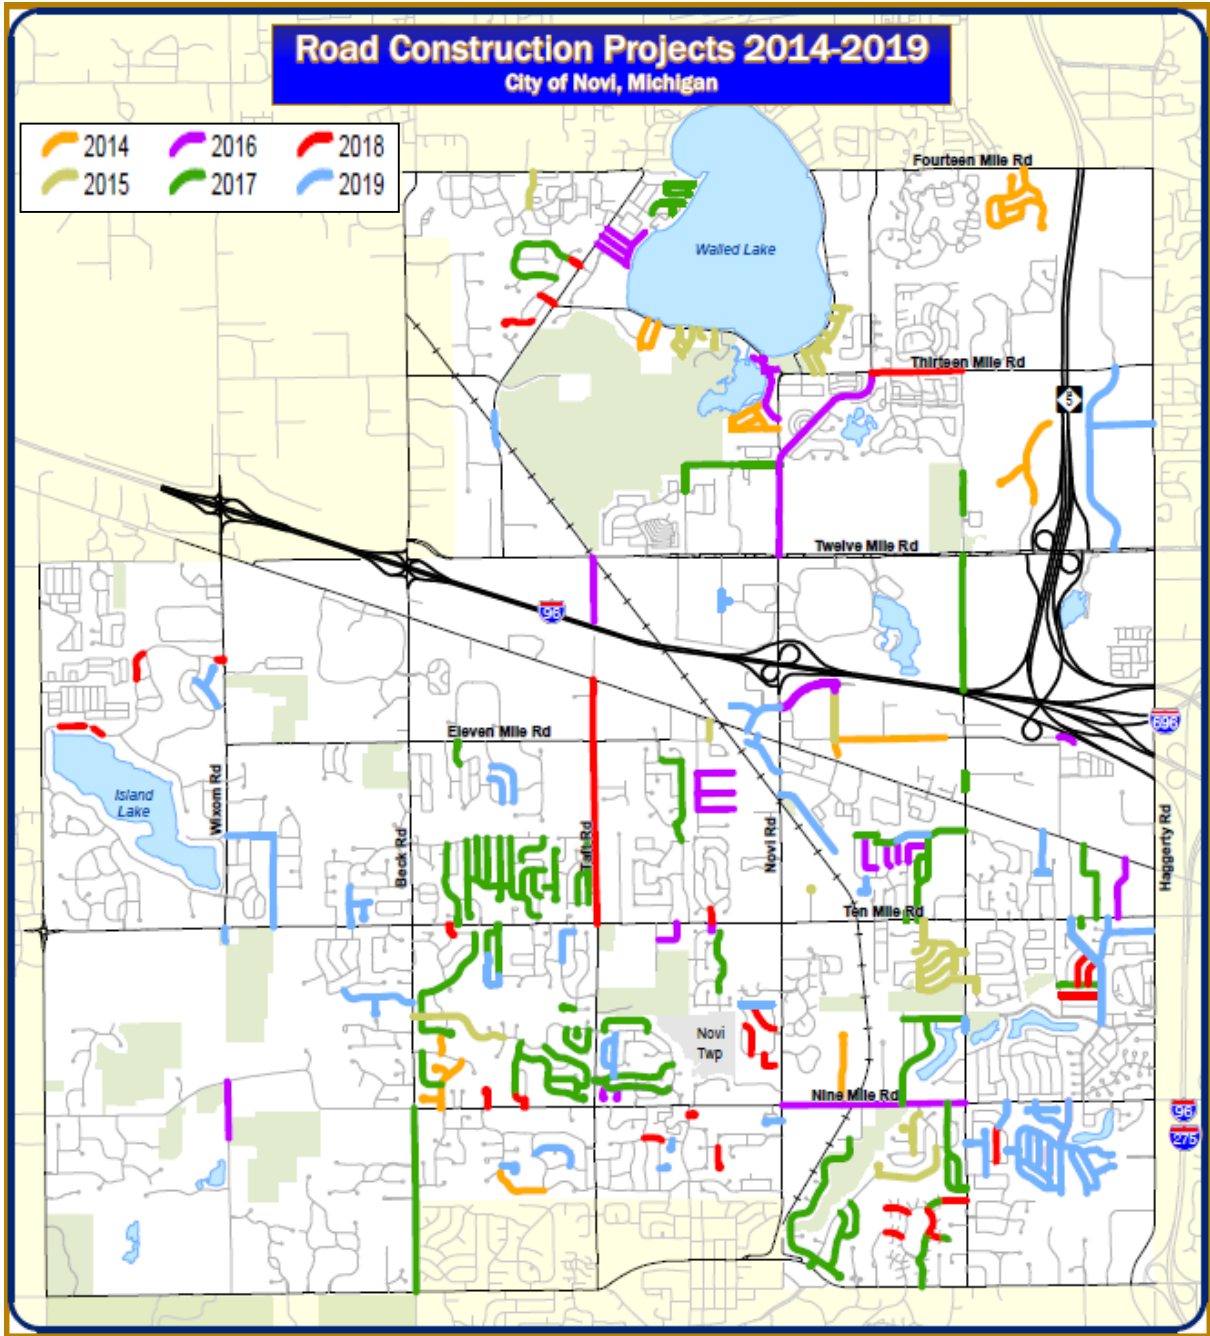 Road Construction Projects 2014-2019
City of Novi, Michigan
2014 2016 2018
2015 2017 2019
Fourteen Mile Rd
Walled Lake
Thirteen Mile Rd
5
Twelve Mile Rd
96
696
Eleven Mile Rd
Island
Lake
Wixom Rd
Beck Rd
Taft Rd
Novi Rd
Haggerty Rd
Ten Mile Rd
Novi
Twp
Nine Mile Rd
96
275